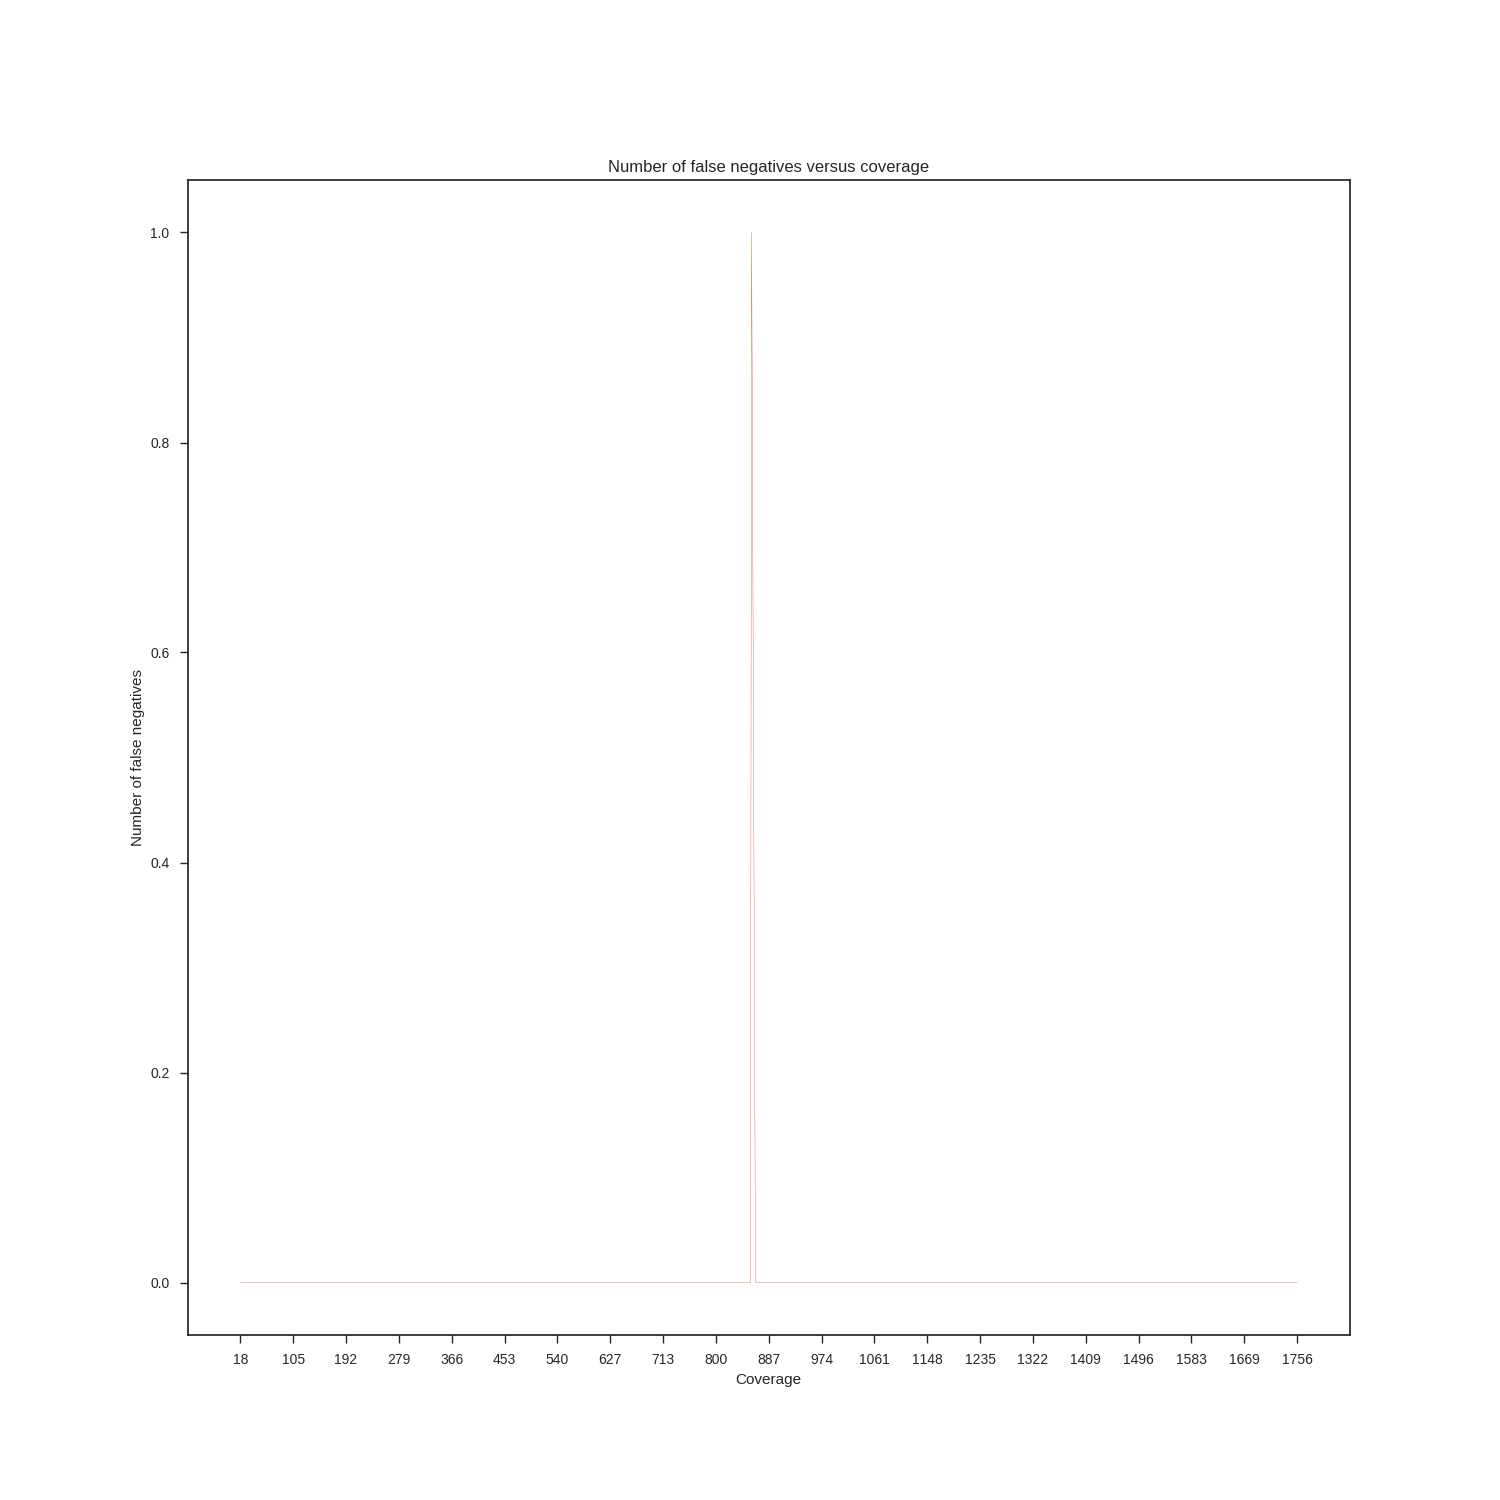 Number of false negatives versus coverage
1.0
0.8
0.6
0.4
0.2
0.0
Number of false negatives
18 105 192 279 366 453 540 627 713 800 887 974 1061 1148 1235 1322 1409 1496 1583 1669 1756
Coverage